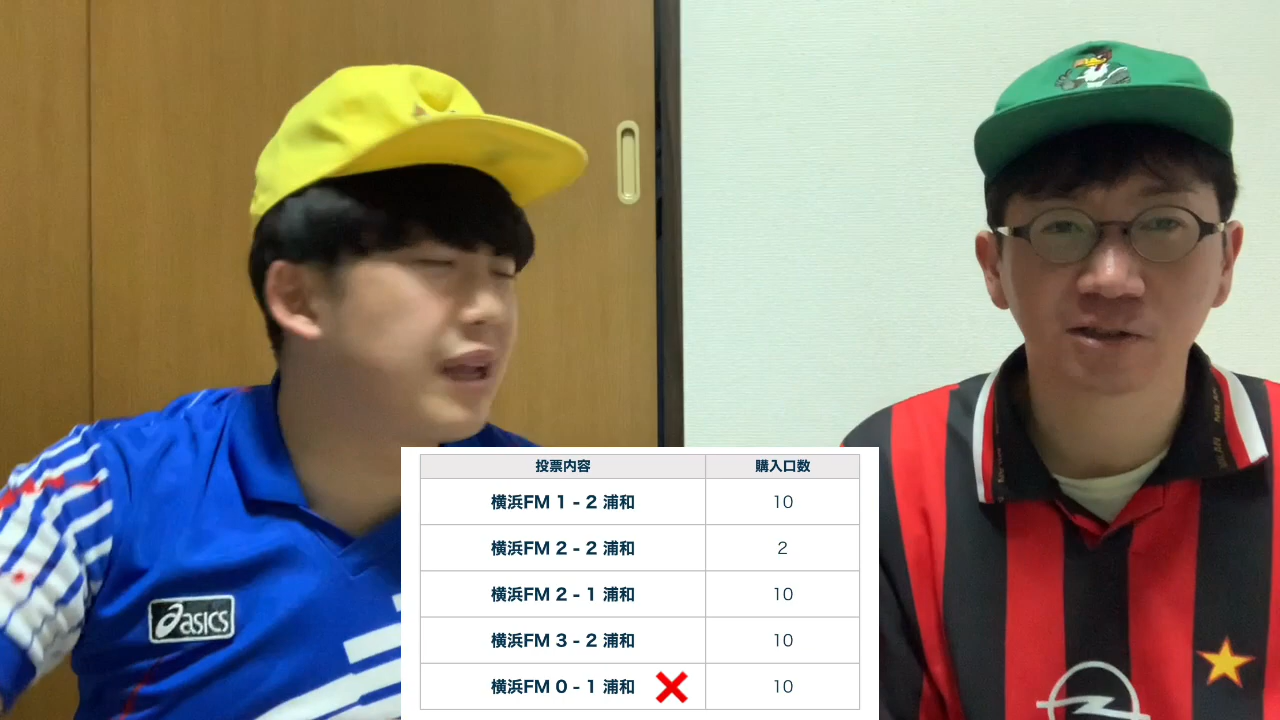 投票内容 購入口数
横浜FM 1 - 2 浦和 10
横浜FM 2 - 2 浦和 2
横浜FM 2 - 1 浦和 10
横浜FM 3 - 2 浦和 10
横浜FM 0 - 1 浦和 10
asics
MILAN